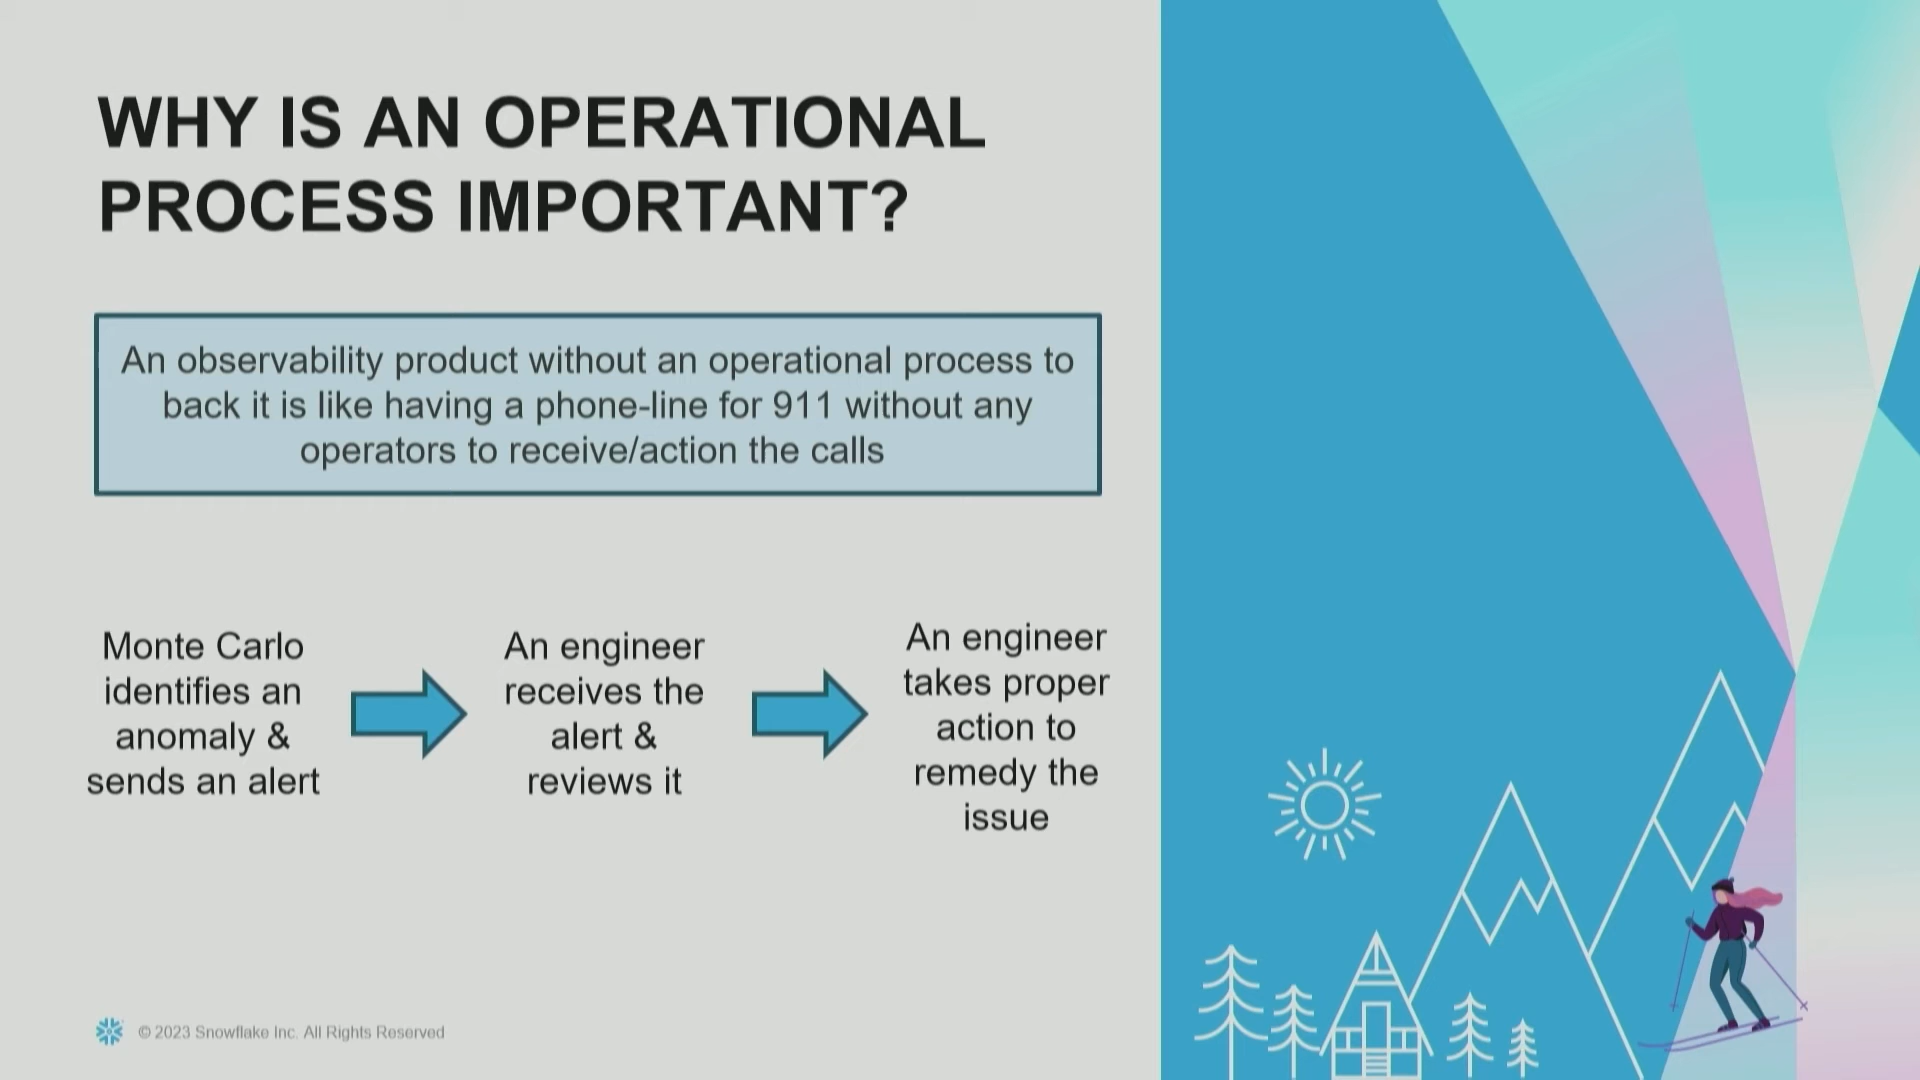 WHY IS AN OPERATIONAL
PROCESS IMPORTANT?
An observability product without an operational process to
back it is like having a phone-line for 911 without any
operators to receive/action the calls
Monte Carlo
identifies an
anomaly &
sends an alert
An engineer
receives the
alert &
reviews it
An engineer
takes proper
action to
remedy the
issue
© 2023 Snowflake Inc. All Rights Reserved